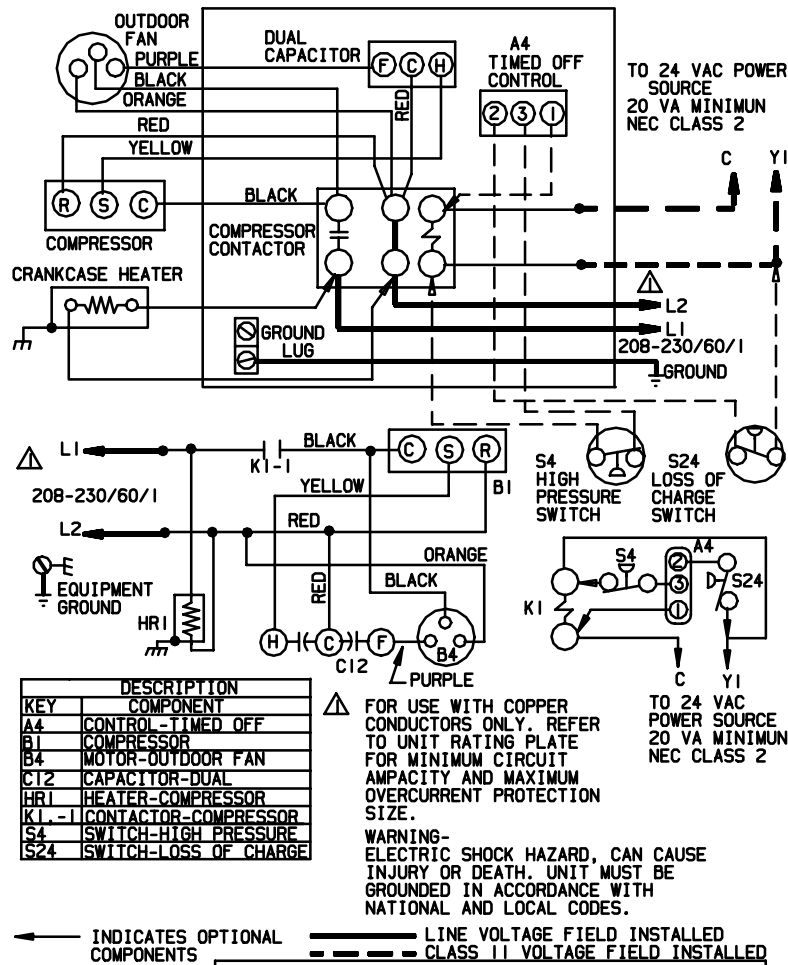 OUTDOOR
FAN
PURPLE
BLACK
ORANGE
RED
YELLOW
DUAL
CAPACITOR
F C H
RED
A4
TIMED OFF
CONTROL
2 3 1
TO 24 VAC POWER
SOURCE
20 VA MINIMUN
NEC CLASS 2
C Y1
R S C
COMPRESSOR
BLACK
COMPRESSOR
CONTACTOR
CRANKCASE HEATER
GROUND
LUG
L2
L1
208-230/60/1
GROUND
L1
K1-1
BLACK
C S R
B1
YELLOW
208-230/60/1
RED
L2
ORANGE
RED
BLACK
EQUIPMENT
GROUND
HR1
H C F
C12
B4
PURPLE
S4
HIGH
PRESSURE
SWITCH
S24
LOSS OF
CHARGE
SWITCH
S4
A4
2
3
1
S24
K1
C Y1
TO 24 VAC
POWER SOURCE
20 VA MINIMUN
NEC CLASS 2
DESCRIPTION
KEY COMPONENT
A4 CONTROL-TIMED OFF
B1 COMPRESSOR
B4 MOTOR-OUTDOOR FAN
C12 CAPACITOR-DUAL
HR1 HEATER-COMPRESSOR
K1,-1 CONTACTOR-COMPRESSOR
S4 SWITCH-HIGH PRESSURE
S24 SWITCH-LOSS OF CHARGE
FOR USE WITH COPPER
CONDUCTORS ONLY. REFER
TO UNIT RATING PLATE
FOR MINIMUM CIRCUIT
AMPACITY AND MAXIMUM
OVERCURRENT PROTECTION
SIZE.
WARNING-
ELECTRIC SHOCK HAZARD, CAN CAUSE
INJURY OR DEATH. UNIT MUST BE
GROUNDED IN ACCORDANCE WITH
NATIONAL AND LOCAL CODES.
INDICATES OPTIONAL
COMPONENTS
LINE VOLTAGE FIELD INSTALLED
CLASS 11 VOLTAGE FIELD INSTALLED